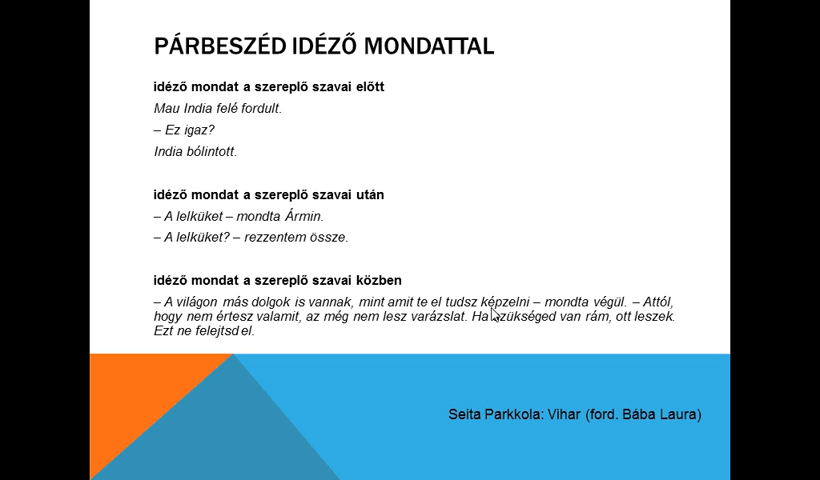 PÁRBESZÉD IDÉZŐ MONDATTAL
idéző mondat a szereplő szavai előtt
Mau India felé fordult.
– Ez igaz?
India bólintott.
idéző mondat a szereplő szavai után
– A lelküket – mondta Ármin.
– A lelküket? – rezzentem össze.
idéző mondat a szereplő szavai közben
– A világon más dolgok is vannak, mint amit te el tudsz képzelni – mondta végül. – Attól,
hogy nem értesz valamit, az még nem lesz varázslat. Ha szükséged van rám, ott leszek.
Ezt ne felejtsd el.
Seita Parkkola: Vihar (ford. Bába Laura)